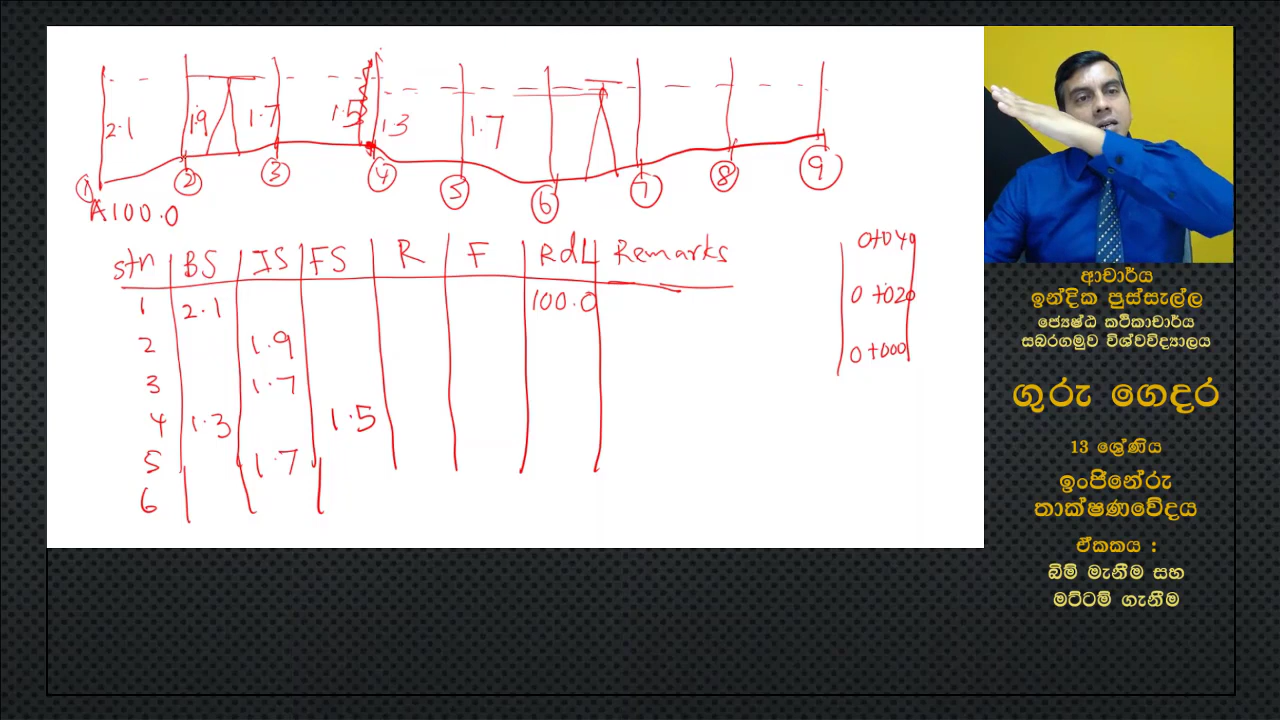 2.1 1.9 1.7 1.5 1.3 1.7
1 2 3 4 5 6 7 8 9
A100.0
stn BS IS FS R F RdL Remarks
1 2.1 100.0
2 1.9
3 1.7
4 1.3 1.5
5 1.7
6
0+040
0+020
0+000
ආචාර්ය
ඉන්දික පුස්සැල්ල
ජ්‍යෙෂ්ඨ කථිකාචාර්ය
සබරගමුව විශ්වවිද්‍යාලය
ගුරු ගෙදර
13 ශ්‍රේණිය
ඉංජිනේරු
තාක්ෂණවේදය
ඒකකය :
බිම් මැනීම සහ
මට්ටම් ගැනීම